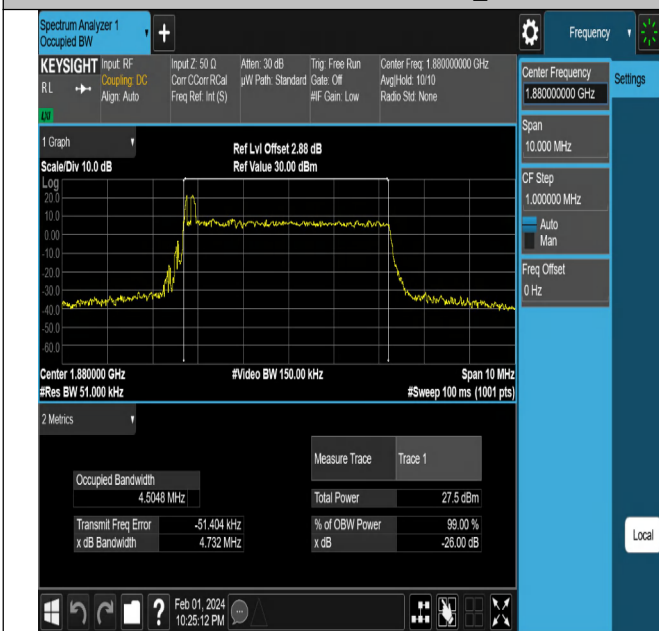 Spectrum Analyzer 1
Occupied BW
+
Frequency
KEYSIGHT
RL
LXI
Input: RF
Coupling: DC
Align: Auto
Input Z: 50 Ω
Corr CCorr RCal
Freq Ref: Int (S)
Atten: 30 dB
µW Path: Standard
Trig: Free Run
Gate: Off
#IF Gain: Low
Center Freq: 1.880000000 GHz
Avg|Hold: 10/10
Radio Std: None
Center Frequency
1.880000000 GHz
Settings
Span
10.000 MHz
CF Step
1.000000 MHz
Auto
Man
Freq Offset
0 Hz
Local
1 Graph
Scale/Div 10.0 dB
Ref Lvl Offset 2.88 dB
Ref Value 30.00 dBm
Log
20.0
10.0
0.00
-10.0
-20.0
-30.0
-40.0
-50.0
-60.0
Center 1.880000 GHz
#Res BW 51.000 kHz
#Video BW 150.00 kHz
Span 10 MHz
#Sweep 100 ms (1001 pts)
2 Metrics
Measure Trace Trace 1
Occupied Bandwidth
4.5048 MHz
Total Power 27.5 dBm
Transmit Freq Error -51.404 kHz
% of OBW Power 99.00 %
x dB Bandwidth 4.732 MHz
x dB -26.00 dB
?
Feb 01, 2024
10:25:12 PM